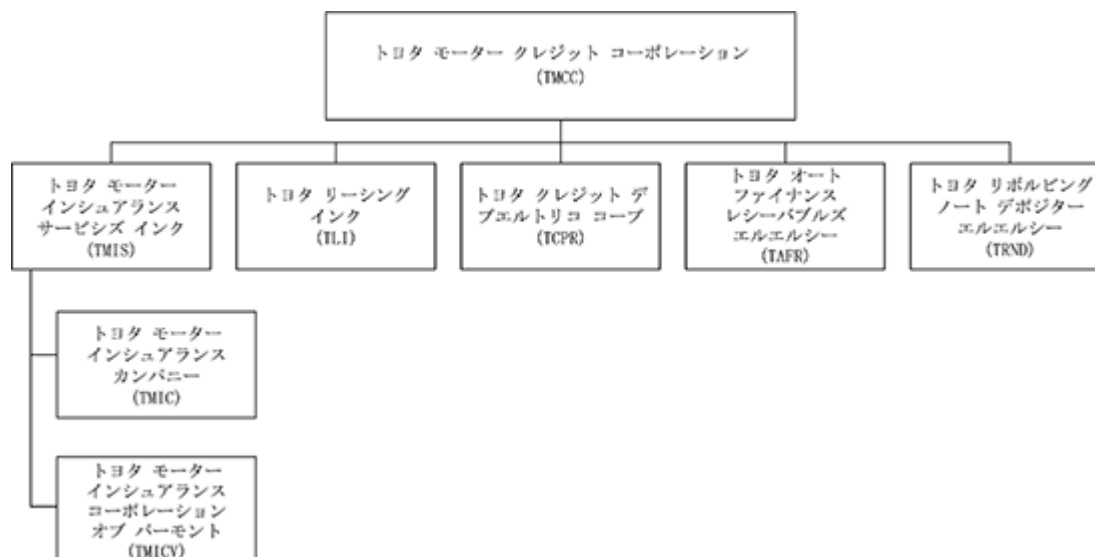 トヨタ モーター クレジット コーポレーション
(TMCC)
トヨタ モーター
インシュアランス
サービシズ インク
(TMIS)
トヨタ リーシング
インク
(TLI)
トヨタ クレジット デ
プエルトリコ コープ
(TCPR)
トヨタ オート
ファイナンス
レシーバブルズ
エルエルシー
(TAFR)
トヨタ リボルビング
ノート デポジター
エルエルシー
(TRND)
トヨタ モーター
インシュアランス
カンパニー
(TMIC)
トヨタ モーター
インシュアランス
コーポレーション
オブ バーモント
(TMICV)